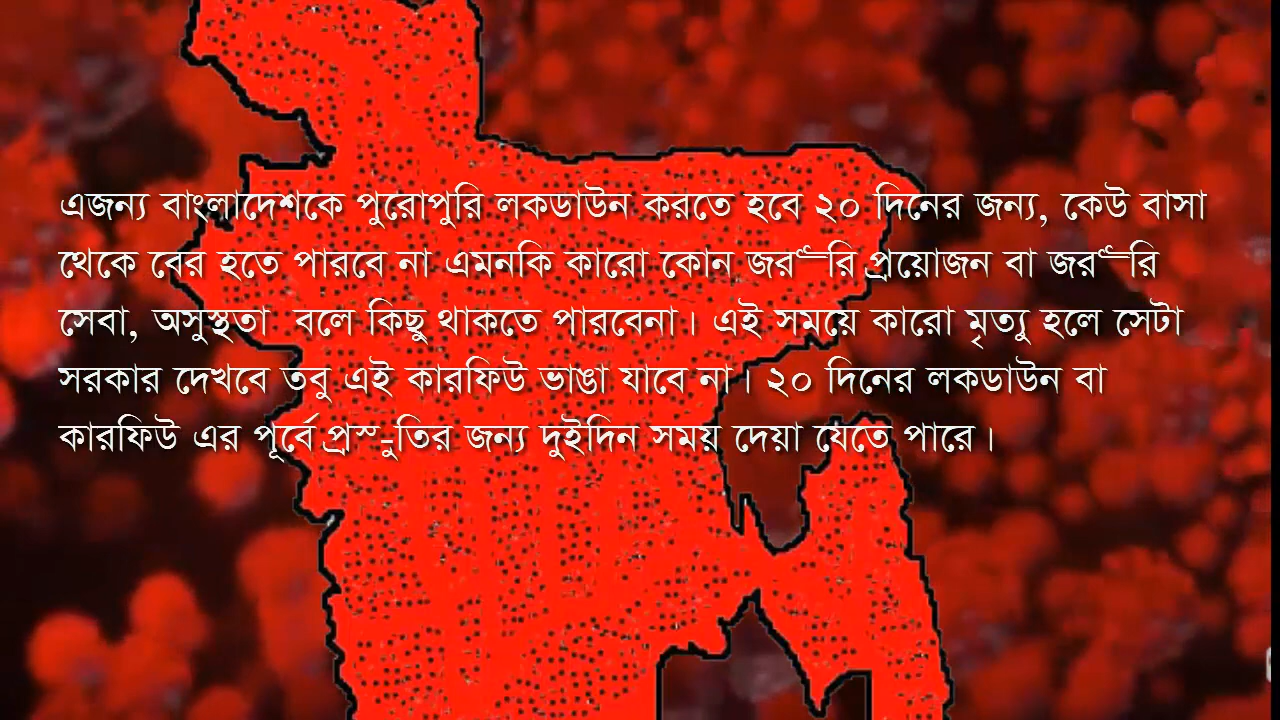 এজন্য বাংলাদেশকে পুরোপুরি লকডাউন করতে হবে ২০ দিনের জন্য, কেউ বাসা
থেকে বের হতে পারবে না এমনকি কারো কোন জরুরি প্রয়োজন বা জরুরি
সেবা, অসুস্থতা বলে কিছু থাকতে পারবেনা। এই সময়ে কারো মৃত্যু হলে সেটা
সরকার দেখবে তবু এই কারফিউ ভাঙা যাবে না। ২০ দিনের লকডাউন বা
কারফিউ এর পূর্বে প্রস্তুতির জন্য দুইদিন সময় দেয়া যেতে পারে।